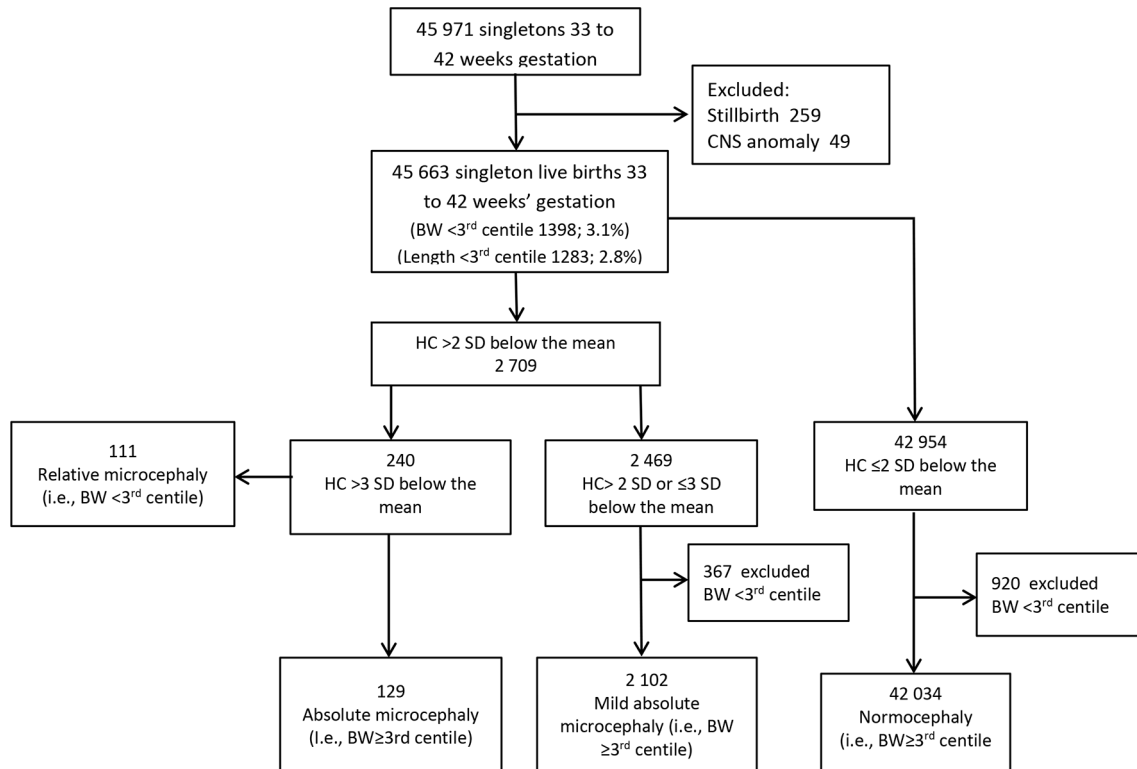 45 971 singletons 33 to
42 weeks gestation
Excluded:
Stillbirth 259
CNS anomaly 49
45 663 singleton live births 33
to 42 weeks’ gestation
(BW <3rd centile 1398; 3.1%)
(Length <3rd centile 1283; 2.8%)
HC >2 SD below the mean
2 709
111
Relative microcephaly
(i.e., BW <3rd centile)
240
HC >3 SD below the
mean
2 469
HC> 2 SD or ≤3 SD
below the mean
42 954
HC ≤2 SD below the
mean
367 excluded
BW <3rd centile
920 excluded
BW <3rd centile
129
Absolute microcephaly
(I.e., BW≥3rd centile)
2 102
Mild absolute
microcephaly (i.e., BW
≥3rd centile)
42 034
Normocephaly
(i.e., BW≥3rd centile